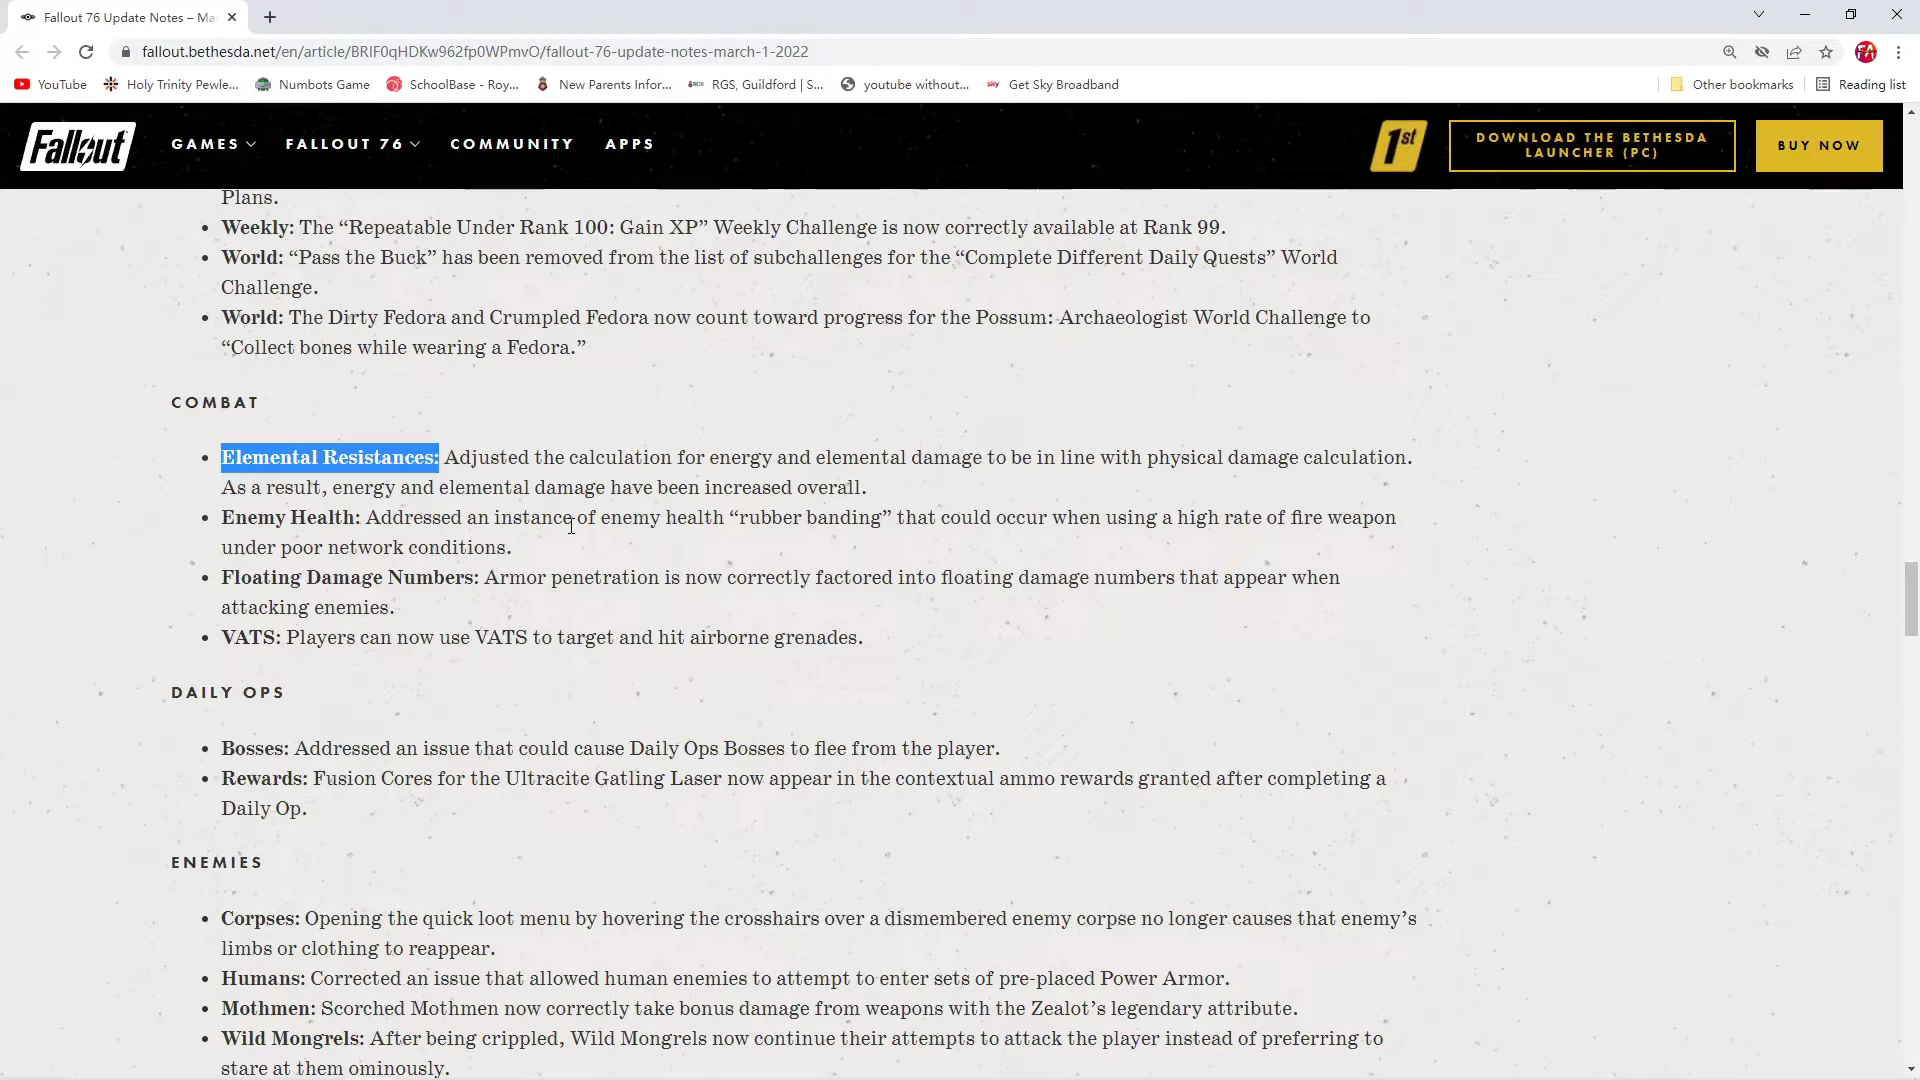 Fallout 76 Update Notes – Ma
fallout.bethesda.net/en/article/BRIF0qHDKw962fp0WPmvO/fallout-76-update-notes-march-1-2022
YouTube
Holy Trinity Pewle...
Numbots Game
SchoolBase - Roy...
New Parents Infor...
RGS, Guildford | S...
youtube without...
sky Get Sky Broadband
Other bookmarks
Reading list
Fallout
GAMES
FALLOUT 76
COMMUNITY
APPS
1st
DOWNLOAD THE BETHESDA
LAUNCHER (PC)
BUY NOW
Plans.
• Weekly: The “Repeatable Under Rank 100: Gain XP” Weekly Challenge is now correctly available at Rank 99.
• World: “Pass the Buck” has been removed from the list of subchallenges for the “Complete Different Daily Quests” World
Challenge.
• World: The Dirty Fedora and Crumpled Fedora now count toward progress for the Possum: Archaeologist World Challenge to
“Collect bones while wearing a Fedora.”
COMBAT
• Elemental Resistances: Adjusted the calculation for energy and elemental damage to be in line with physical damage calculation.
As a result, energy and elemental damage have been increased overall.
• Enemy Health: Addressed an instance of enemy health “rubber banding” that could occur when using a high rate of fire weapon
under poor network conditions.
• Floating Damage Numbers: Armor penetration is now correctly factored into floating damage numbers that appear when
attacking enemies.
• VATS: Players can now use VATS to target and hit airborne grenades.
DAILY OPS
• Bosses: Addressed an issue that could cause Daily Ops Bosses to flee from the player.
• Rewards: Fusion Cores for the Ultracite Gatling Laser now appear in the contextual ammo rewards granted after completing a
Daily Op.
ENEMIES
• Corpses: Opening the quick loot menu by hovering the crosshairs over a dismembered enemy corpse no longer causes that enemy’s
limbs or clothing to reappear.
• Humans: Corrected an issue that allowed human enemies to attempt to enter sets of pre-placed Power Armor.
• Mothmen: Scorched Mothmen now correctly take bonus damage from weapons with the Zealot’s legendary attribute.
• Wild Mongrels: After being crippled, Wild Mongrels now continue their attempts to attack the player instead of preferring to
stare at them ominously.